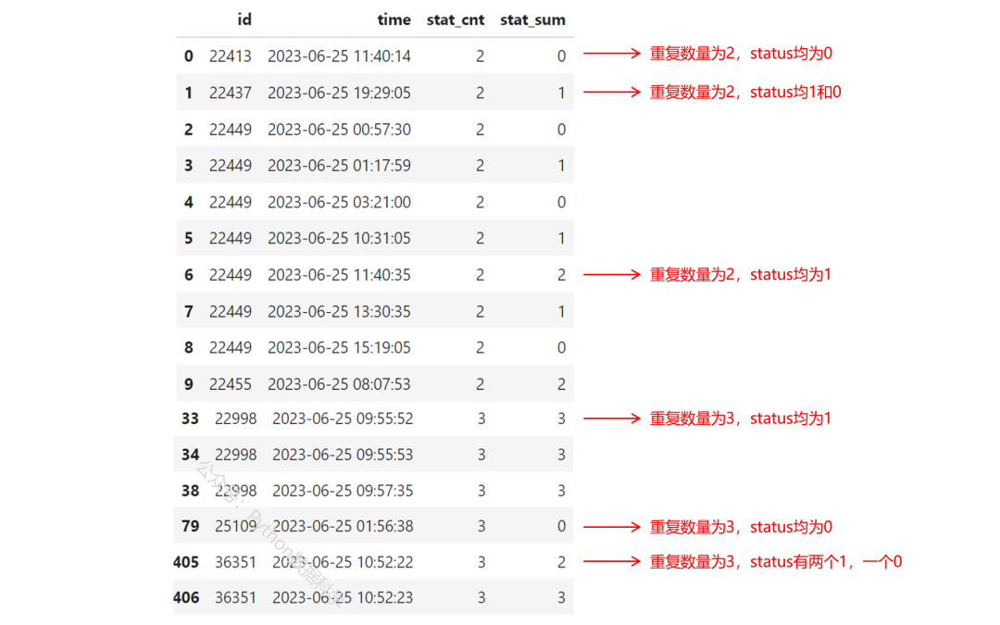 id time stat_cnt stat_sum
0 22413 2023-06-25 11:40:14 2 0 重复数量为2，status均为0
1 22437 2023-06-25 19:29:05 2 1 重复数量为2，status均1和0
2 22449 2023-06-25 00:57:30 2 0
3 22449 2023-06-25 01:17:59 2 1
4 22449 2023-06-25 03:21:00 2 0
5 22449 2023-06-25 10:31:05 2 1
6 22449 2023-06-25 11:40:35 2 2 重复数量为2，status均为1
7 22449 2023-06-25 13:30:35 2 1
8 22449 2023-06-25 15:19:05 2 0
9 22455 2023-06-25 08:07:53 2 2
33 22998 2023-06-25 09:55:52 3 3 重复数量为3，status均为1
34 22998 2023-06-25 09:55:53 3 3
38 22998 2023-06-25 09:57:35 3 3
79 25109 2023-06-25 01:56:38 3 0 重复数量为3，status均为0
405 36351 2023-06-25 10:52:22 3 2 重复数量为3，status有两个1，一个0
406 36351 2023-06-25 10:52:23 3 3
公众号：Python数据科学